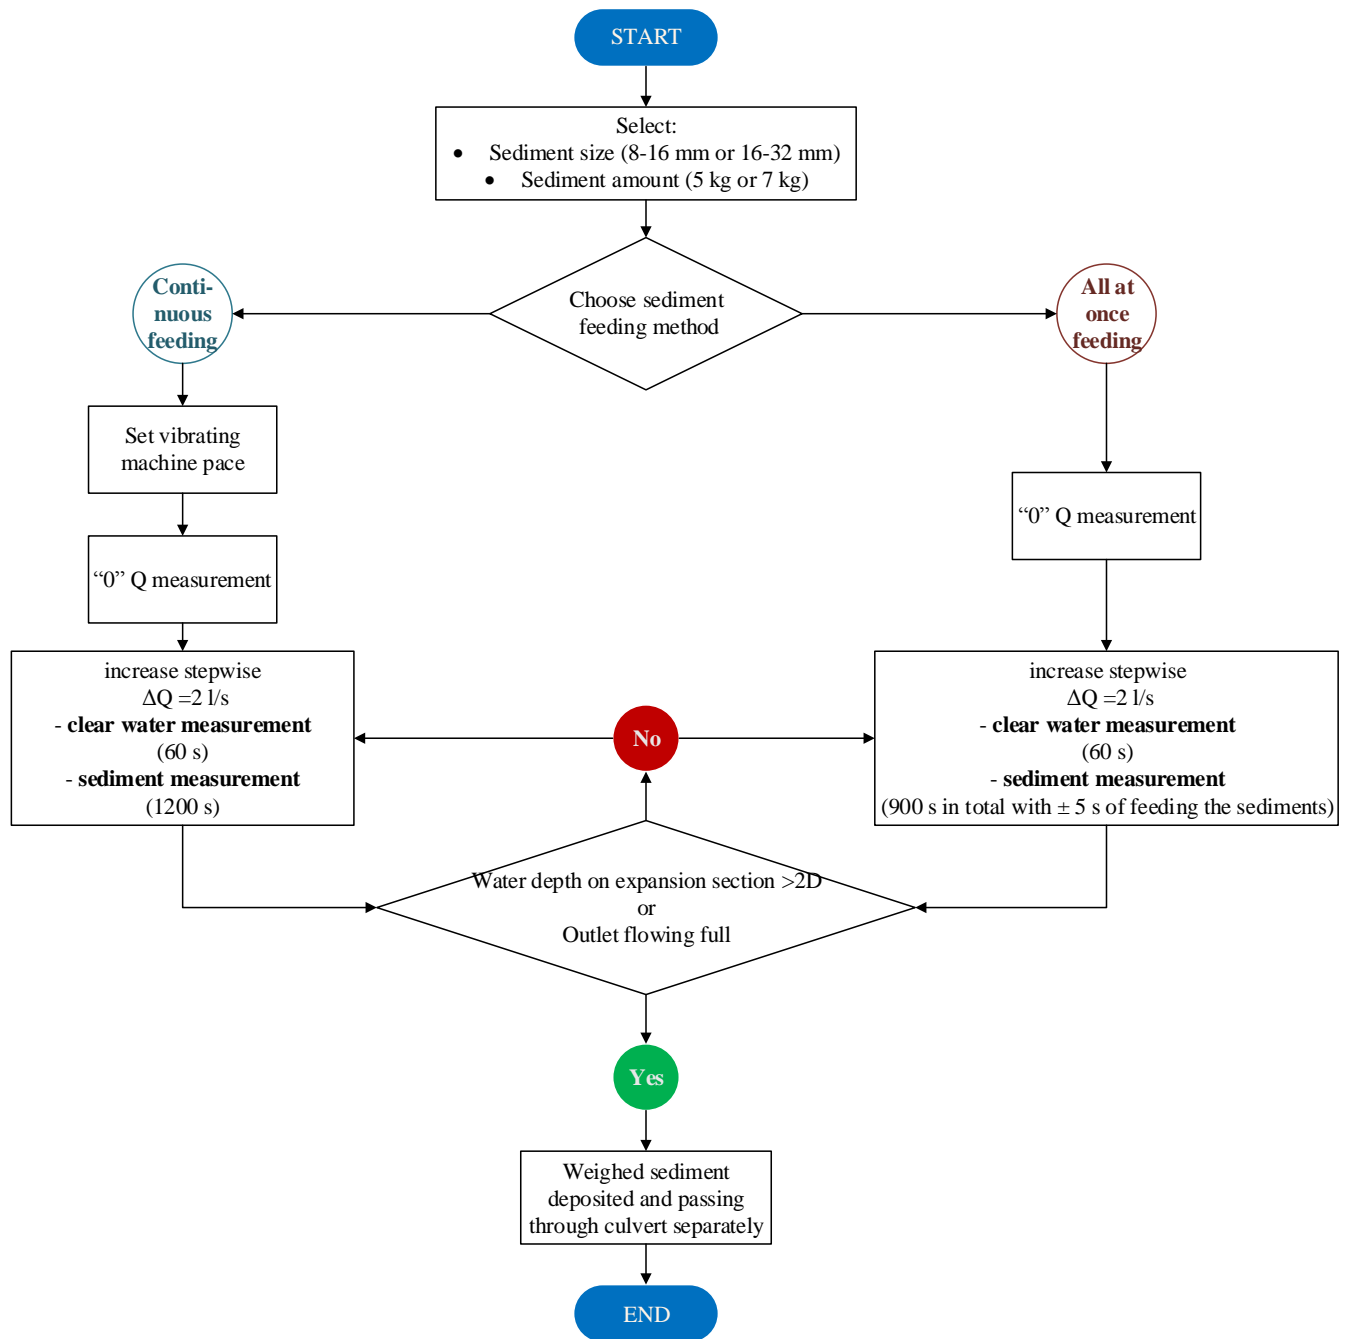 START
Select:
• Sediment size (8-16 mm or 16-32 mm)
• Sediment amount (5 kg or 7 kg)
Choose sediment
feeding method
Conti-
nuous
feeding
All at
once
feeding
Set vibrating
machine pace
“0” Q measurement
“0” Q measurement
increase stepwise
ΔQ =2 l/s
- clear water measurement
(60 s)
- sediment measurement
(1200 s)
No
increase stepwise
ΔQ =2 l/s
- clear water measurement
(60 s)
- sediment measurement
(900 s in total with ± 5 s of feeding the sediments)
Water depth on expansion section >2D
or
Outlet flowing full
Yes
Weighed sediment
deposited and passing
through culvert separately
END